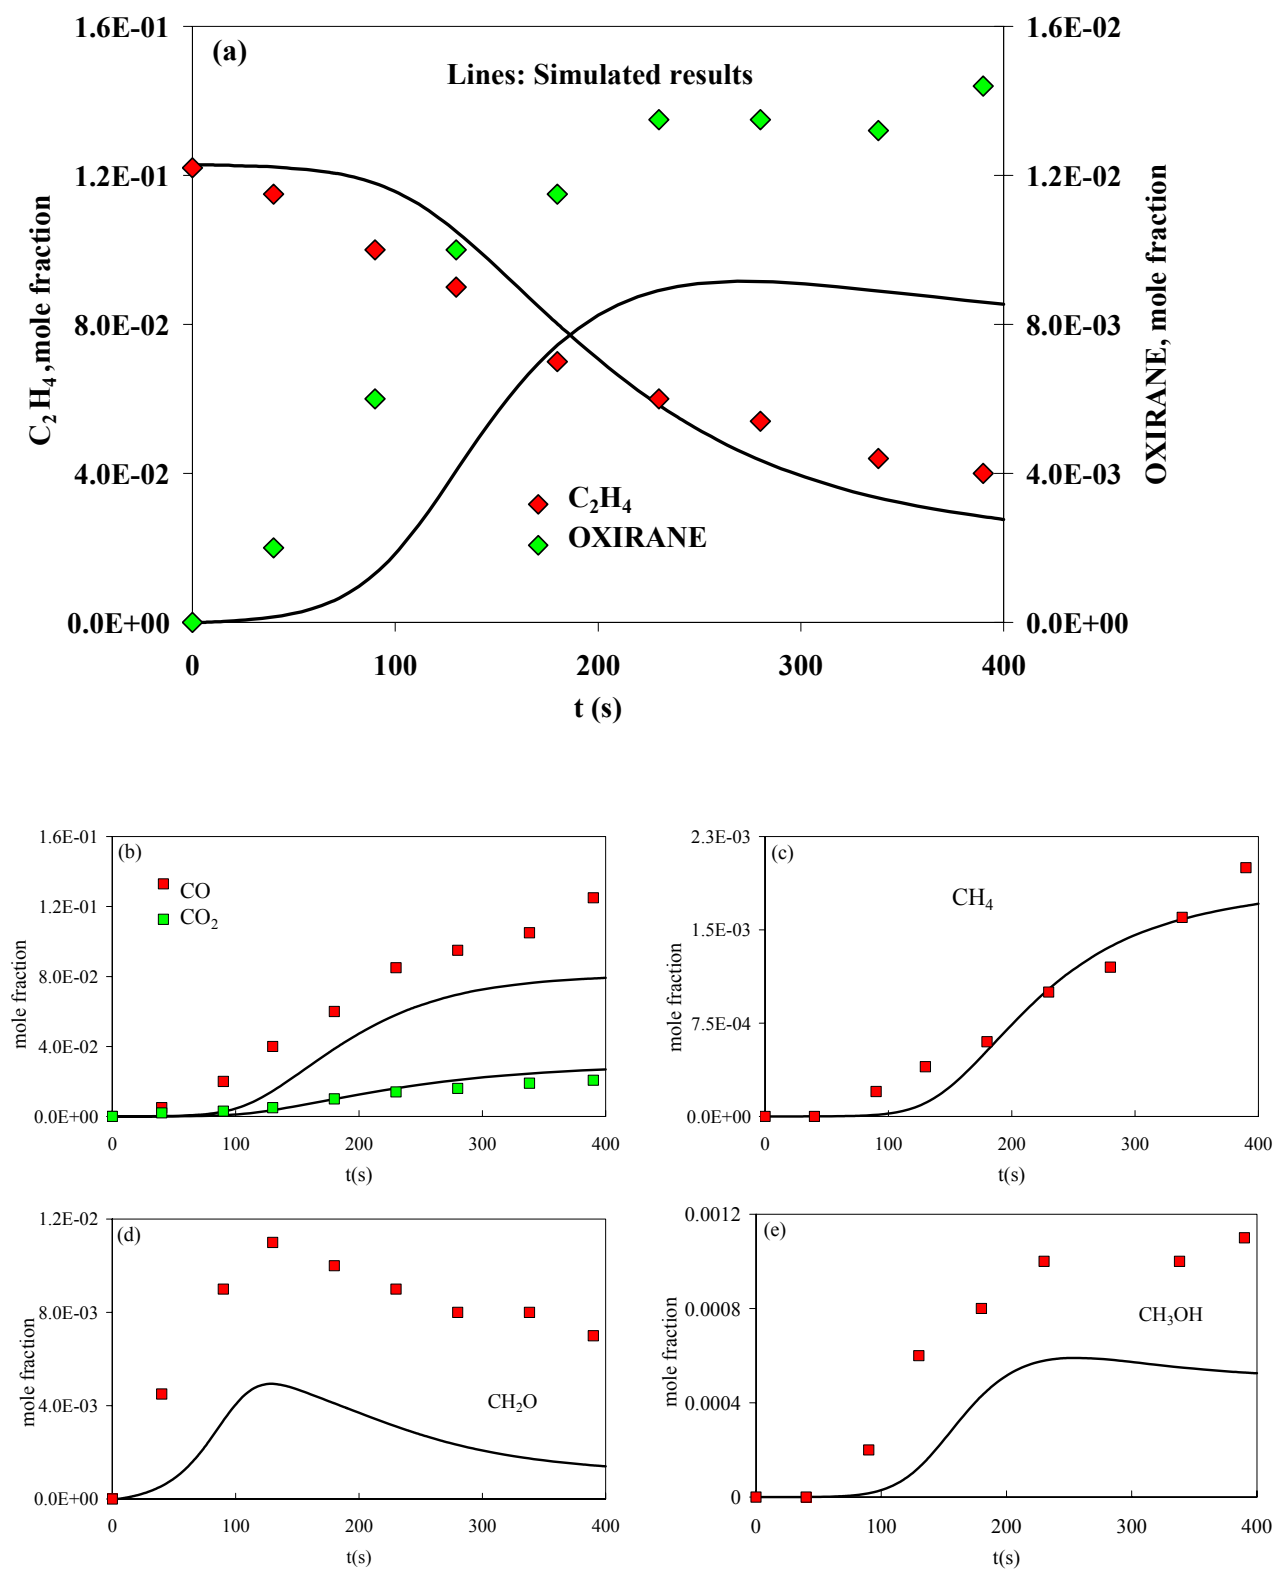 1.6E-01
1.6E-02
(a)
Lines: Simulated results
1.2E-01
1.2E-02
8.0E-02
8.0E-03
4.0E-02
4.0E-03
0.0E+00
0.0E+00
C2H4 ,mole fraction
OXIRANE, mole fraction
C2H4
OXIRANE
0 100 200 300 400
t (s)
1.6E-01
1.2E-01
8.0E-02
4.0E-02
0.0E+00
mole fraction
(b)
CO
CO2
0 100 200 300 400
t(s)
2.3E-03
1.5E-03
7.5E-04
0.0E+00
mole fraction
(c)
CH4
0 100 200 300 400
t(s)
1.2E-02
8.0E-03
4.0E-03
0.0E+00
mole fraction
(d)
CH2O
0 100 200 300 400
t(s)
0.0012
0.0008
0.0004
0
mole fraction
(e)
CH3OH
0 100 200 300 400
t(s)